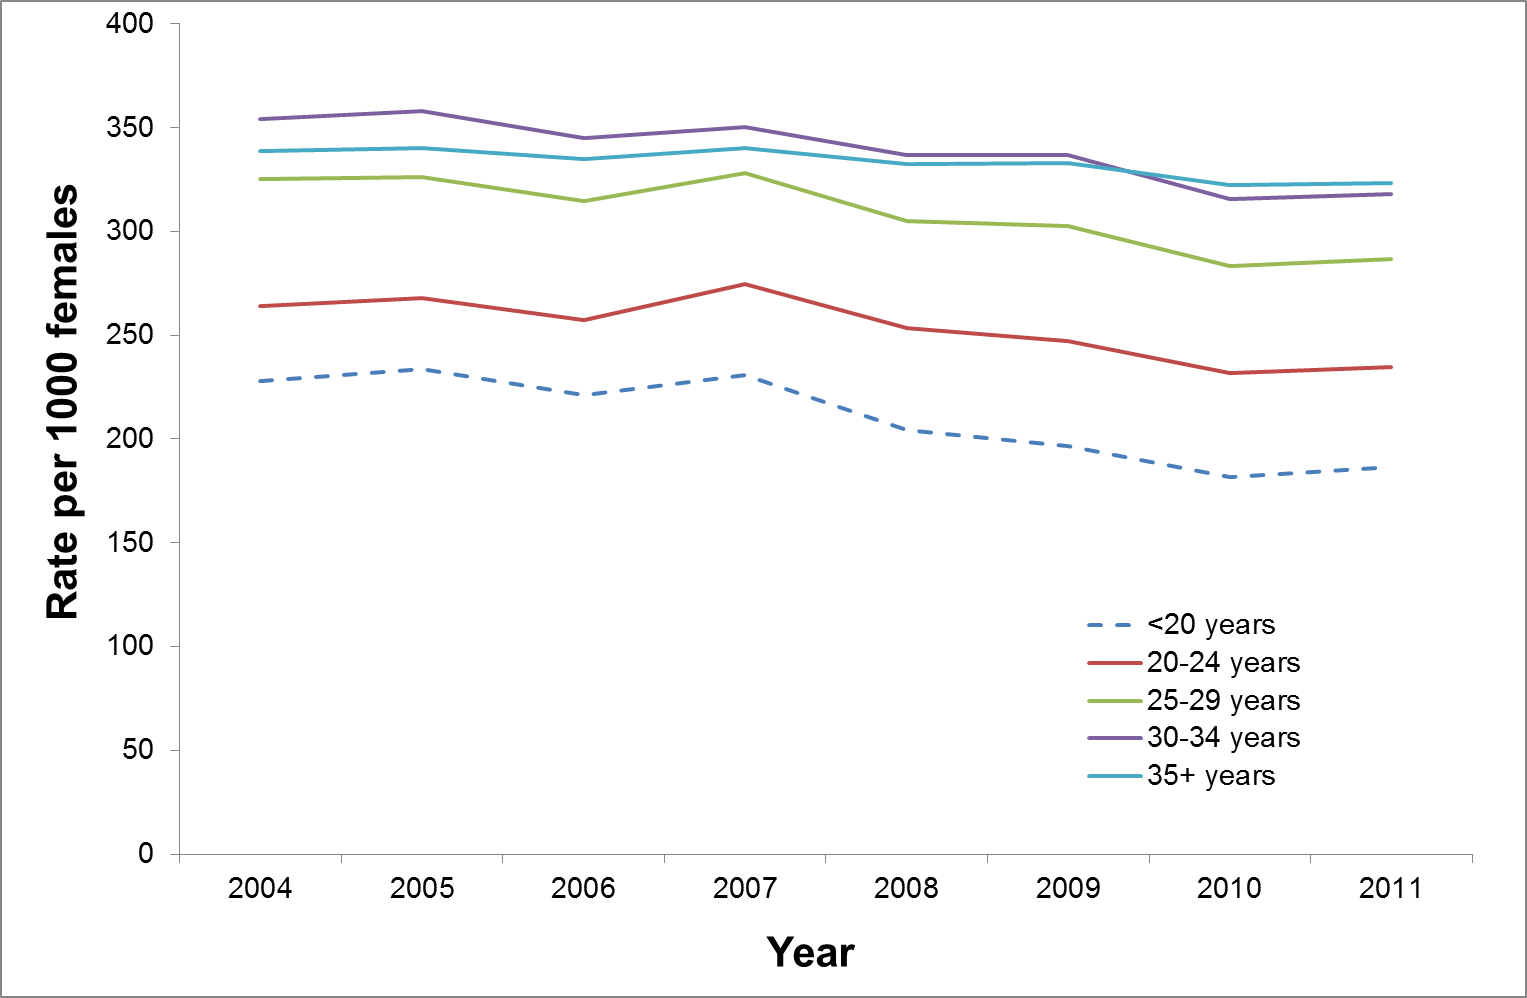 400
350
300
250
200
150
100
50
0
Rate per 1000 females
<20 years
20-24 years
25-29 years
30-34 years
35+ years
2004 2005 2006 2007 2008 2009 2010 2011
Year